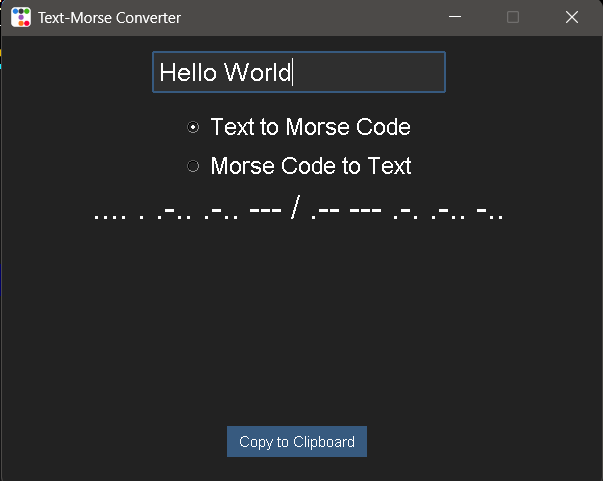 Text-Morse Converter
Hello World
Text to Morse Code
Morse Code to Text
.... . .-.. .-.. --- / .-- --- .-. .-.. -..
Copy to Clipboard